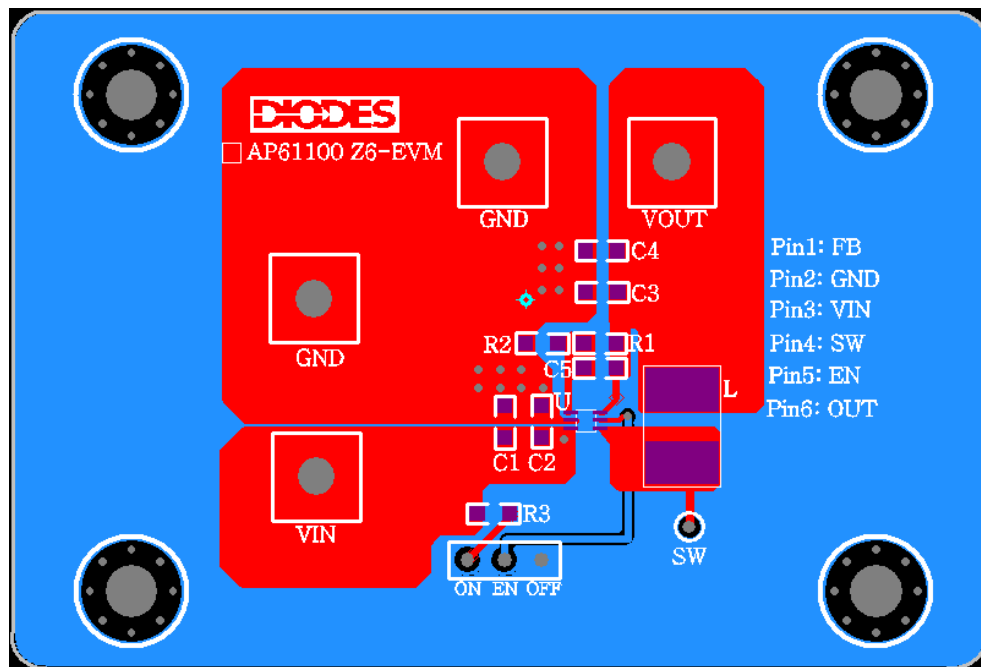 DIODES
AP61100 Z6-EVM
GND
VOUT
C4
Pin1: FB
Pin2: GND
C3
Pin3: VIN
GND
R2
R1
Pin4: SW
C5
Pin5: EN
L
U
Pin6: OUT
C1
C2
VIN
R3
SW
ON EN OFF